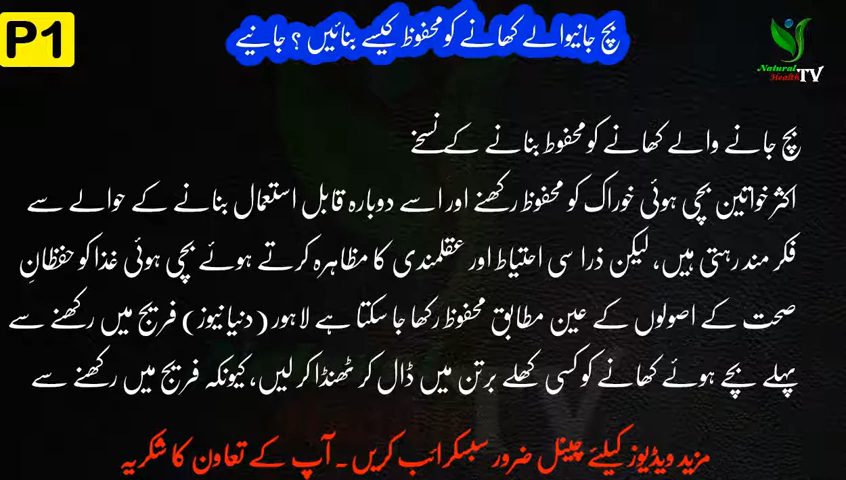 P1
بچ جانیوالے کھانے کو محفوظ کیسے بنائیں ؟ جانیے
Natural
Health TV
بچ جانے والے کھانے کو محفوط بنانے کے نسخے
اکثر خواتین بچی ہوئی خوراک کو محفوظ رکھنے اور اسے دوبارہ قابل استعمال بنانے کے حوالے سے
فکر مند رہتی ہیں، لیکن ذرا سی احتیاط اور عقلمندی کا مظاہرہ کرتے ہوئے بچی ہوئی غذا کو حفظانِ
صحت کے اصولوں کے عین مطابق محفوظ رکھا جا سکتا ہے لاہور (دنیا نیوز) فریج میں رکھنے سے
پہلے بچے ہوئے کھانے کو کسی کھلے برتن میں ڈال کر ٹھنڈا کر لیں، کیونکہ فریج میں رکھنے سے
مزید ویڈیوز کیلئے چینل ضرور سبسکرائب کریں۔ آپ کے تعاون کا شکریہ